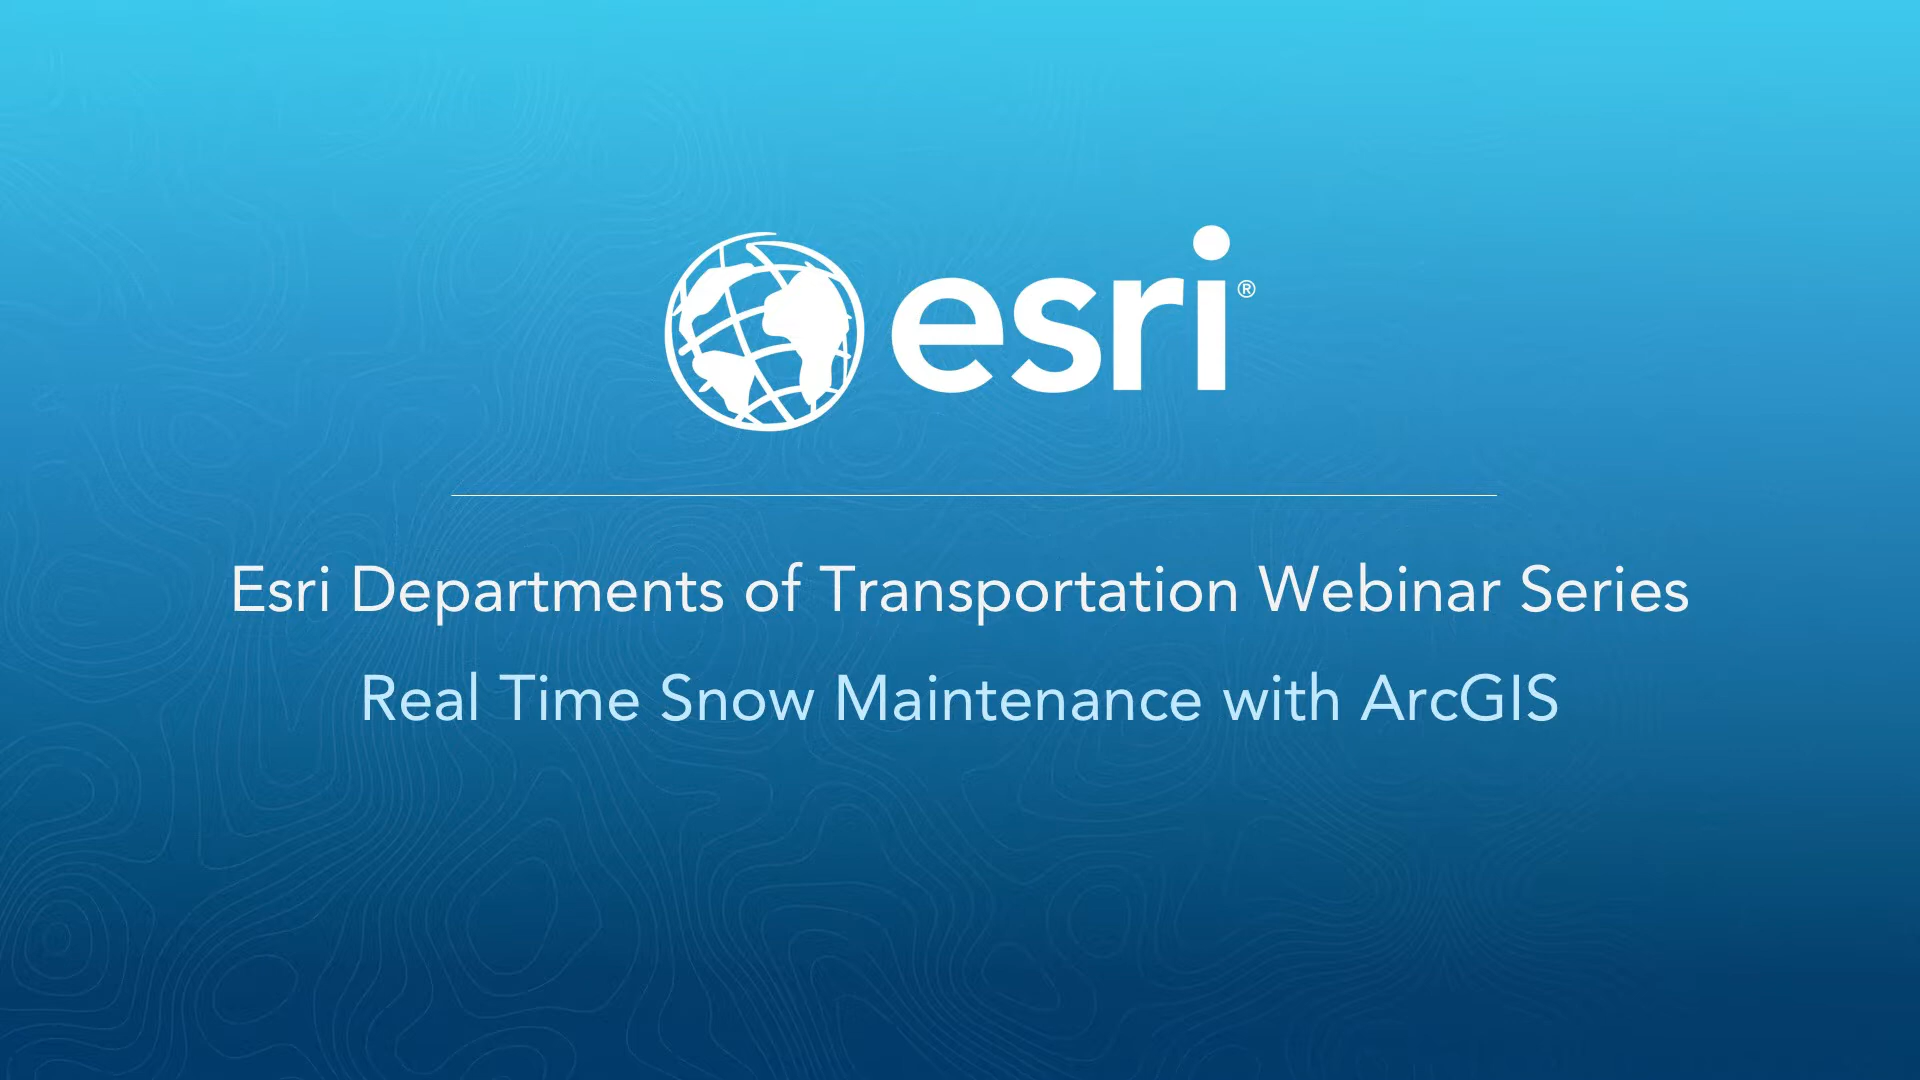 esri®
Esri Departments of Transportation Webinar Series
Real Time Snow Maintenance with ArcGIS